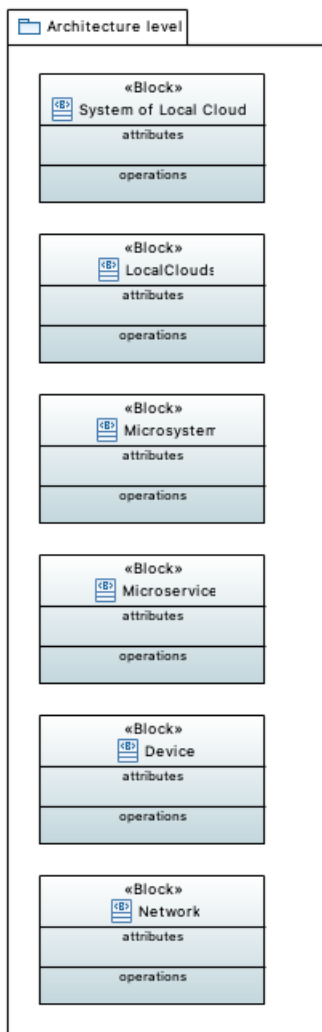 Architecture level
«Block»
System of Local Cloud
attributes
operations
«Block»
LocalClouds
attributes
operations
«Block»
Microsystem
attributes
operations
«Block»
Microservice
attributes
operations
«Block»
Device
attributes
operations
«Block»
Network
attributes
operations